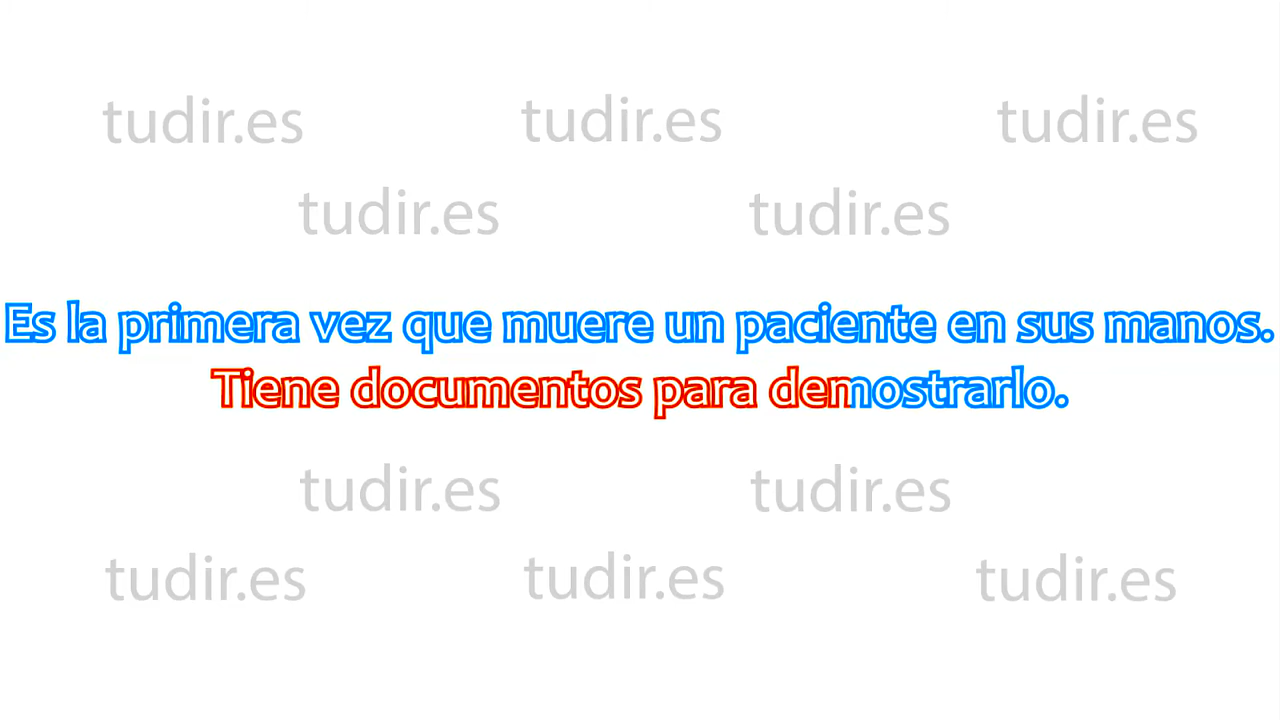 tudir.es tudir.es tudir.es
tudir.es tudir.es
Es la primera vez que muere un paciente en sus manos.
Tiene documentos para demostrarlo.
tudir.es tudir.es
tudir.es tudir.es tudir.es